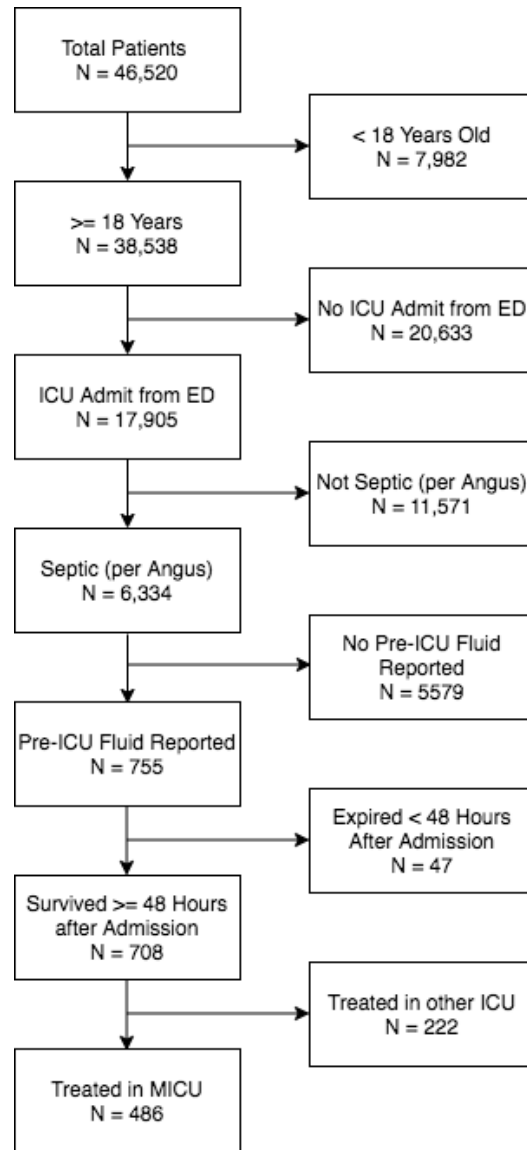 Total Patients
N = 46,520
< 18 Years Old
N = 7,982
>= 18 Years
N = 38,538
No ICU Admit from ED
N = 20,633
ICU Admit from ED
N = 17,905
Not Septic (per Angus)
N = 11,571
Septic (per Angus)
N = 6,334
No Pre-ICU Fluid
Reported
N = 5579
Pre-ICU Fluid Reported
N = 755
Expired < 48 Hours
After Admission
N = 47
Survived >= 48 Hours
after Admission
N = 708
Treated in other ICU
N = 222
Treated in MICU
N = 486